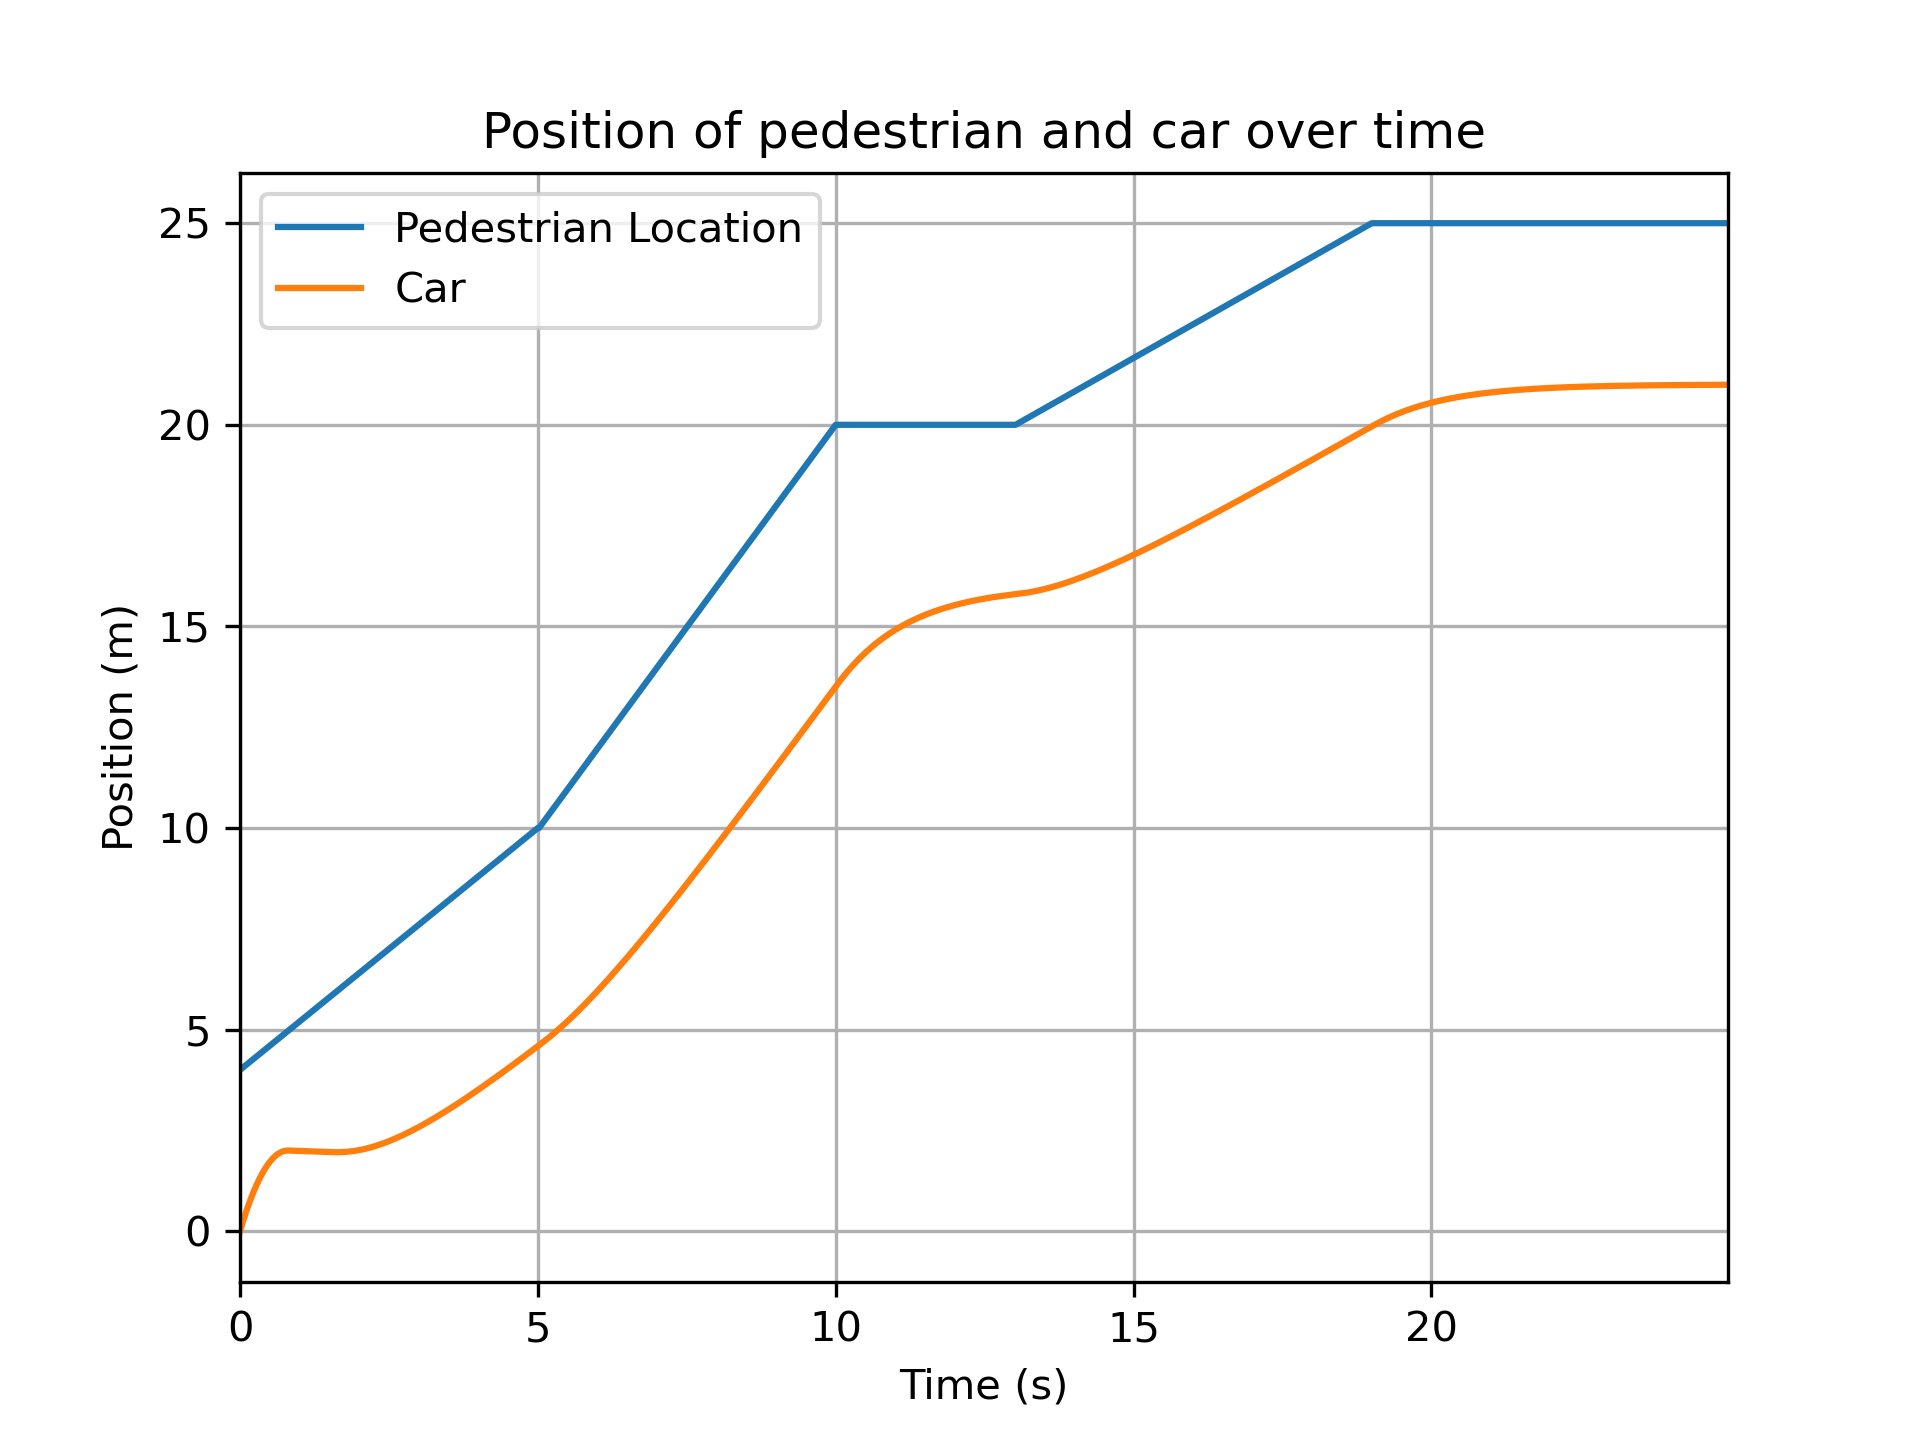 Position of pedestrian and car over time
Pedestrian Location
Car
25
20
15
10
5
0
Position (m)
0 5 10 15 20
Time (s)